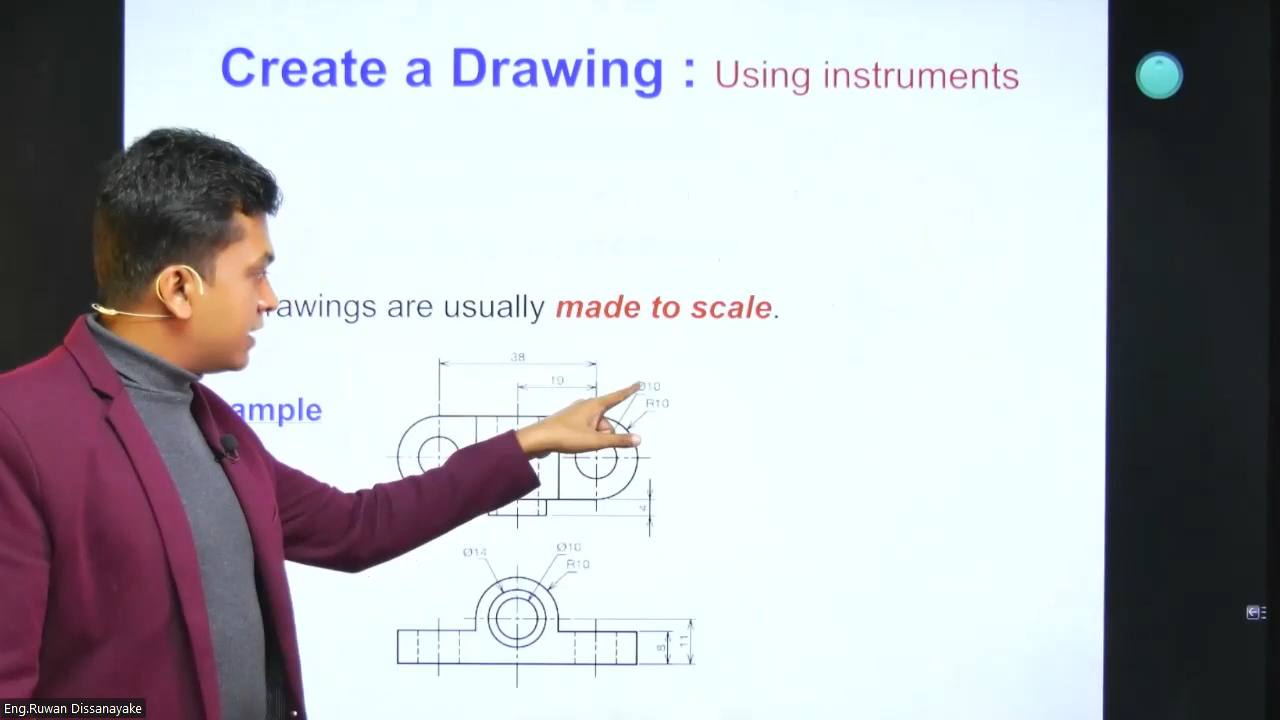 Create a Drawing : Using instruments
rawings are usually made to scale.
38
19
Ø10
R10
ample
4
Ø14
Ø10
R10
8
11
Eng.Ruwan Dissanayake